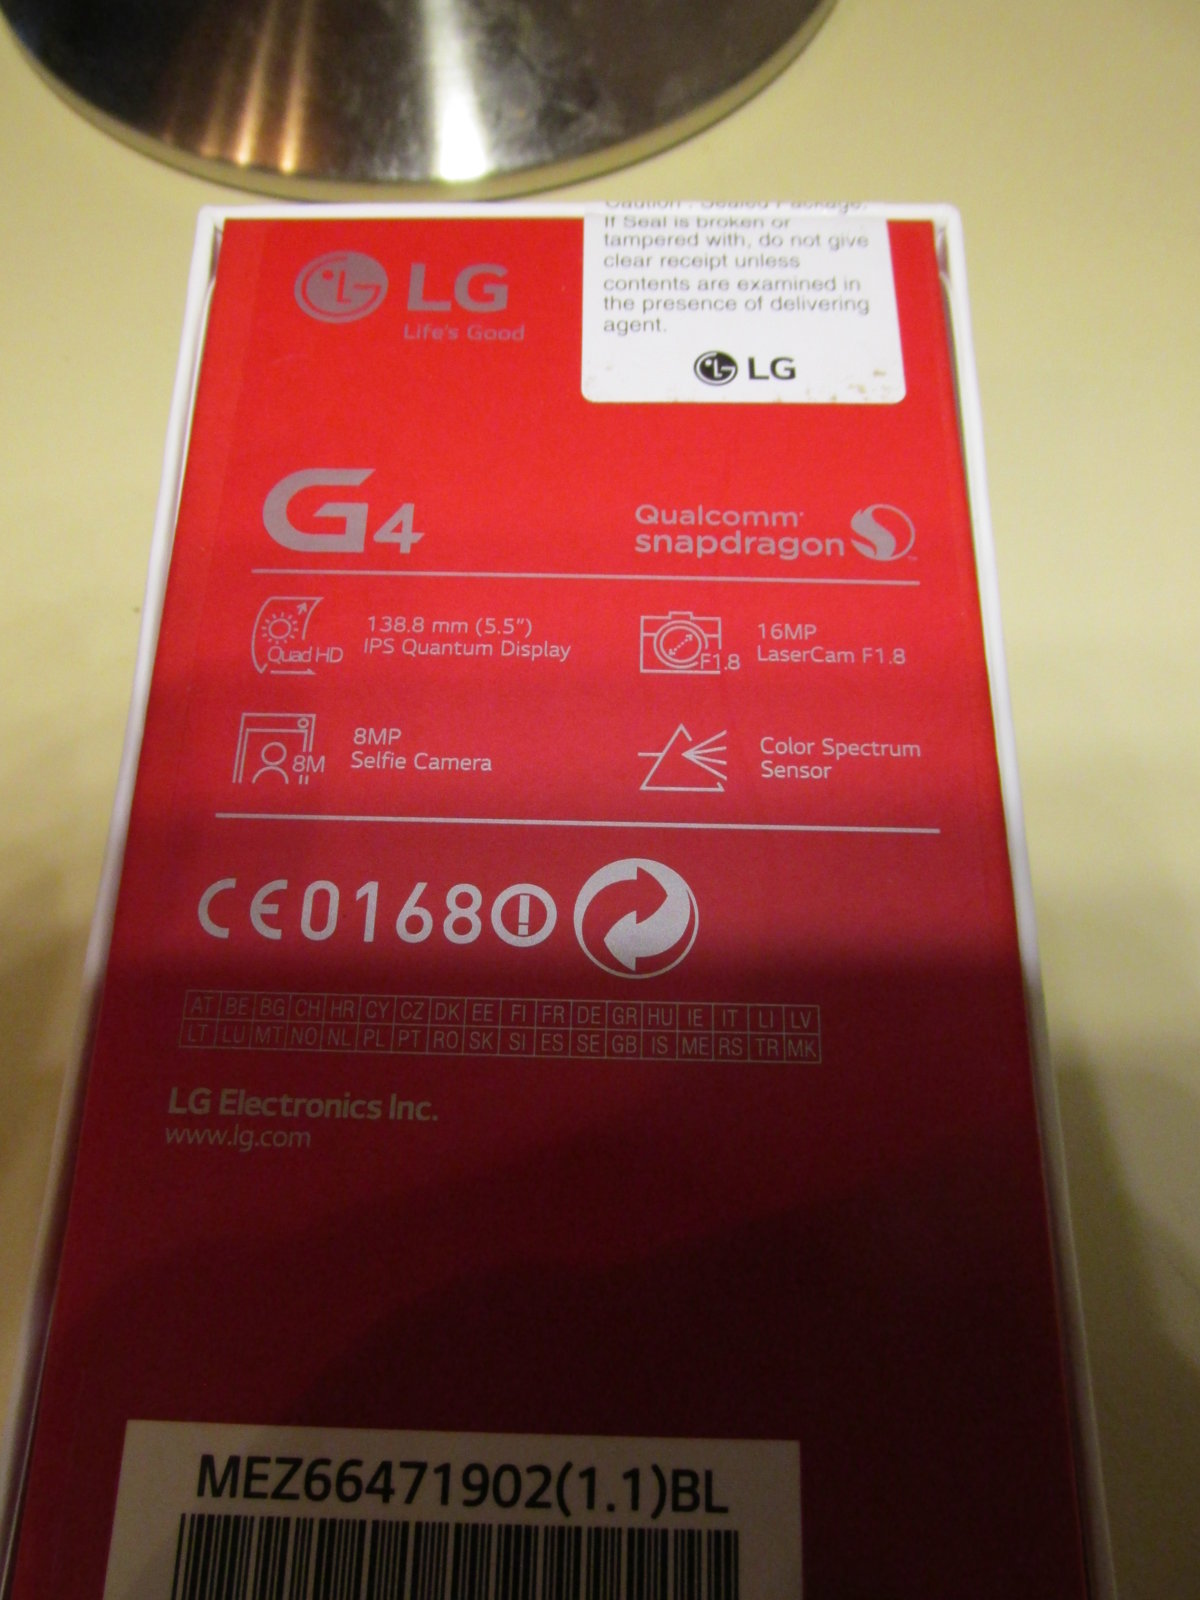 LG
Life's Good
Caution : Sealed Package.
If Seal is broken or
tampered with, do not give
clear receipt unless
contents are examined in
the presence of delivering
agent.
LG
G4
Qualcomm
snapdragon
Quad HD
138.8 mm (5.5")
IPS Quantum Display
F1.8
16MP
LaserCam F1.8
8M
8MP
Selfie Camera
Color Spectrum
Sensor
CE0168
AT BE BG CH HR CY CZ DK EE FI FR DE GR HU IE IT LI LV
LT LU MT NO NL PL PT RO SK SI ES SE GB IS ME RS TR MK
LG Electronics Inc.
www.lg.com
MEZ66471902(1.1)BL